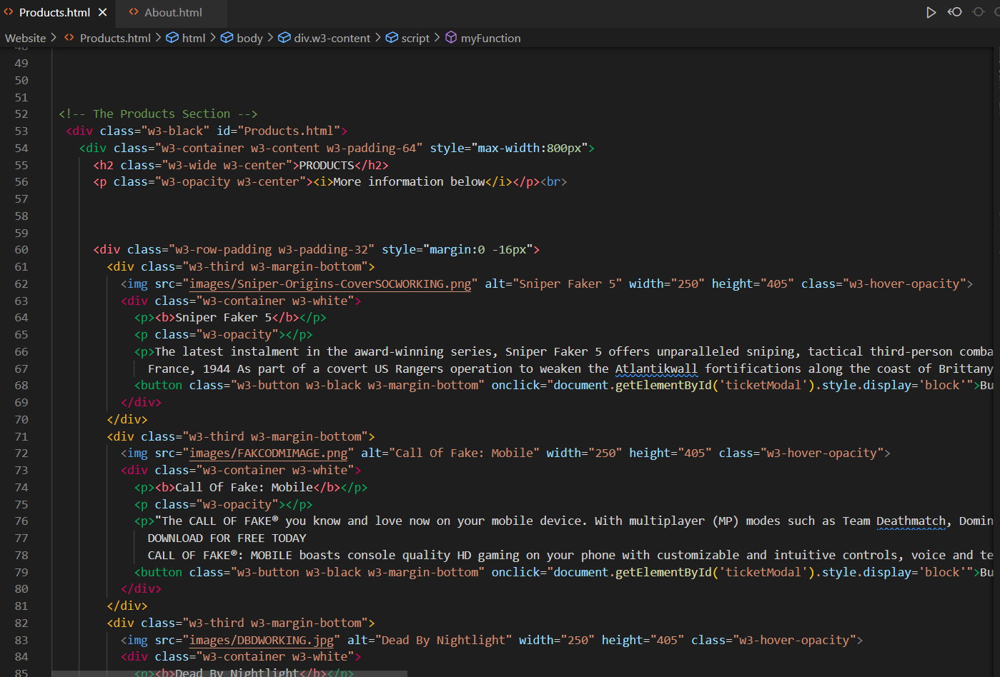 Products.html
About.html
Website > Products.html > html > body > div.w3-content > script > myFunction
49
50
51
52 <!-- The Products Section -->
53 <div class="w3-black" id="Products.html">
54 <div class="w3-container w3-content w3-padding-64" style="max-width:800px">
55 <h2 class="w3-wide w3-center">PRODUCTS</h2>
56 <p class="w3-opacity w3-center"><i>More information below</i></p><br>
57
58
59
60 <div class="w3-row-padding w3-padding-32" style="margin:0 -16px">
61 <div class="w3-third w3-margin-bottom">
62 <img src="images/Sniper-Origins-CoverSOCWORKING.png" alt="Sniper Faker 5" width="250" height="405" class="w3-hover-opacity">
63 <div class="w3-container w3-white">
64 <p><b>Sniper Faker 5</b></p>
65 <p class="w3-opacity"></p>
66 <p>The latest instalment in the award-winning series, Sniper Faker 5 offers unparalleled sniping, tactical third-person comba
67 France, 1944 As part of a covert US Rangers operation to weaken the Atlantikwall fortifications along the coast of Brittany
68 <button class="w3-button w3-black w3-margin-bottom" onclick="document.getElementById('ticketModal').style.display='block'">Bu
69 </div>
70 </div>
71 <div class="w3-third w3-margin-bottom">
72 <img src="images/FAKCODMIMAGE.png" alt="Call Of Fake: Mobile" width="250" height="405" class="w3-hover-opacity">
73 <div class="w3-container w3-white">
74 <p><b>Call Of Fake: Mobile</b></p>
75 <p class="w3-opacity"></p>
76 <p>"The CALL OF FAKE® you know and love now on your mobile device. With multiplayer (MP) modes such as Team Deathmatch, Domin
77 DOWNLOAD FOR FREE TODAY
78 CALL OF FAKE®: MOBILE boasts console quality HD gaming on your phone with customizable and intuitive controls, voice and te
79 <button class="w3-button w3-black w3-margin-bottom" onclick="document.getElementById('ticketModal').style.display='block'">Bu
80 </div>
81 </div>
82 <div class="w3-third w3-margin-bottom">
83 <img src="images/DBDWORKING.jpg" alt="Dead By Nightlight" width="250" height="405" class="w3-hover-opacity">
84 <div class="w3-container w3-white">
85 <p><b>Dead By Nightlight</b></p>